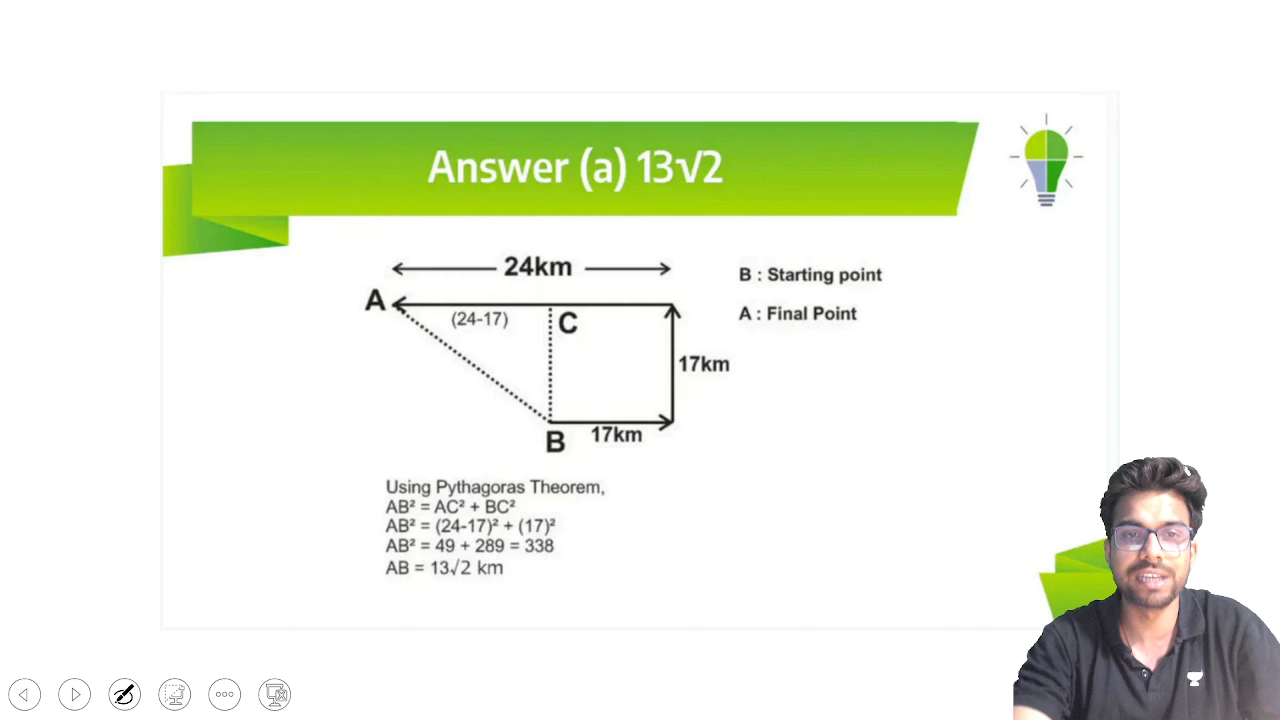 Answer (a) 13√2
24km
B : Starting point
A
(24-17)
C
A : Final Point
17km
B
17km
Using Pythagoras Theorem,
AB² = AC² + BC²
AB² = (24-17)² + (17)²
AB² = 49 + 289 = 338
AB = 13√2 km